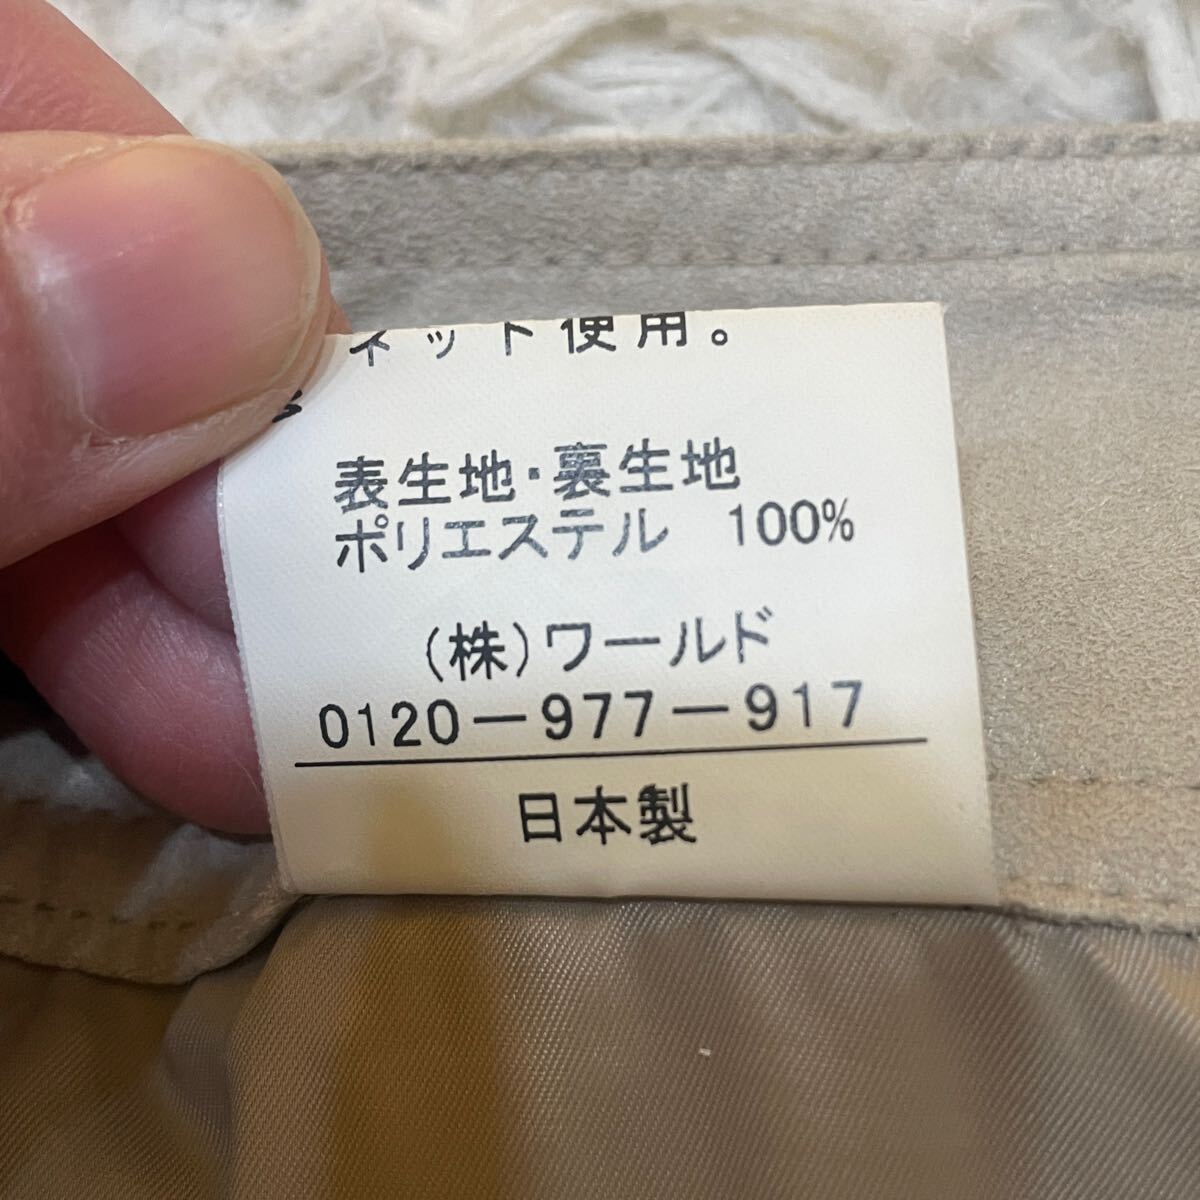 ネット使用。
表生地・裏生地
ポリエステル 100%
(株)ワールド
0120-977-917
日本製